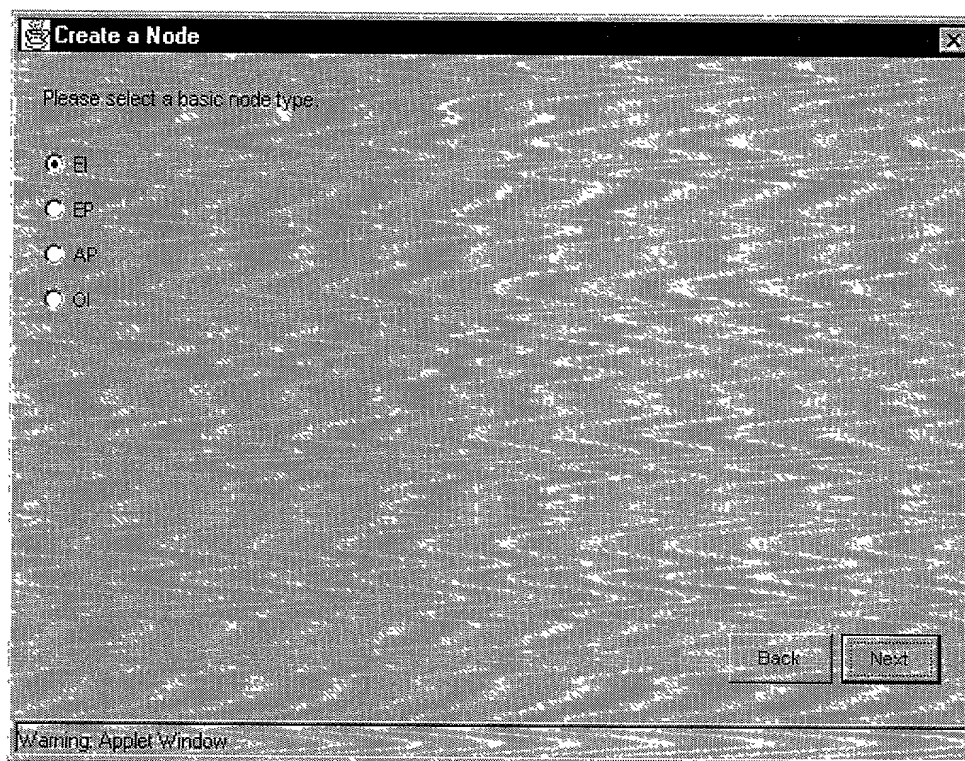 Create a Node
Please select a basic node type.
EI
EP
AP
OI
Back
Next
Warning: Applet Window